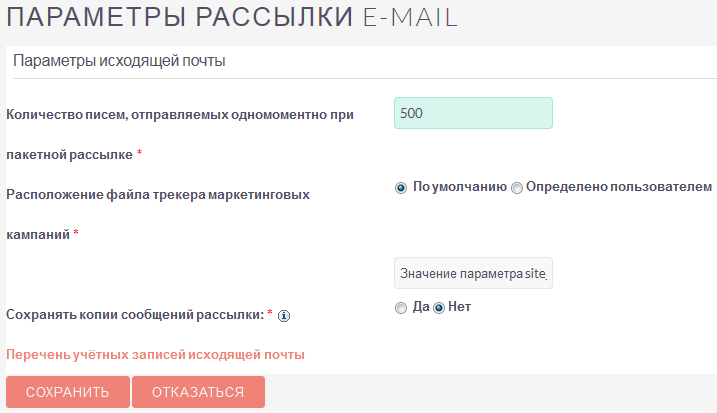 ПАРАМЕТРЫ РАССЫЛКИ E-MAIL
Параметры исходящей почты
Количество писем, отправляемых одномоментно при
500
пакетной рассылке *
Расположение файла трекера маркетинговых
По умолчанию Определено пользователем
кампаний *
Значение параметра site_
Сохранять копии сообщений рассылки: * i
Да Нет
Перечень учётных записей исходящей почты
СОХРАНИТЬ ОТКАЗАТЬСЯ